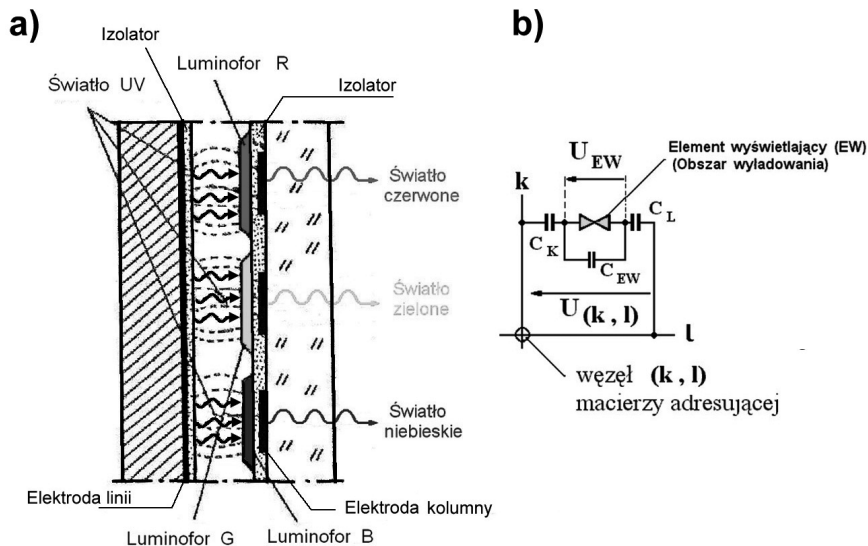 a)
Izolator
Luminofor R
Światło UV
Izolator
Światło
czerwone
Światło
zielone
Światło
niebieskie
Elektroda linii
Elektroda kolumny
Luminofor G
Luminofor B
b)
Element wyświetlający (EW)
(Obszar wyladowania)
U EW
k
C L
C K
C EW
U (k , l)
l
węzeł (k , l)
macierzy adresującej